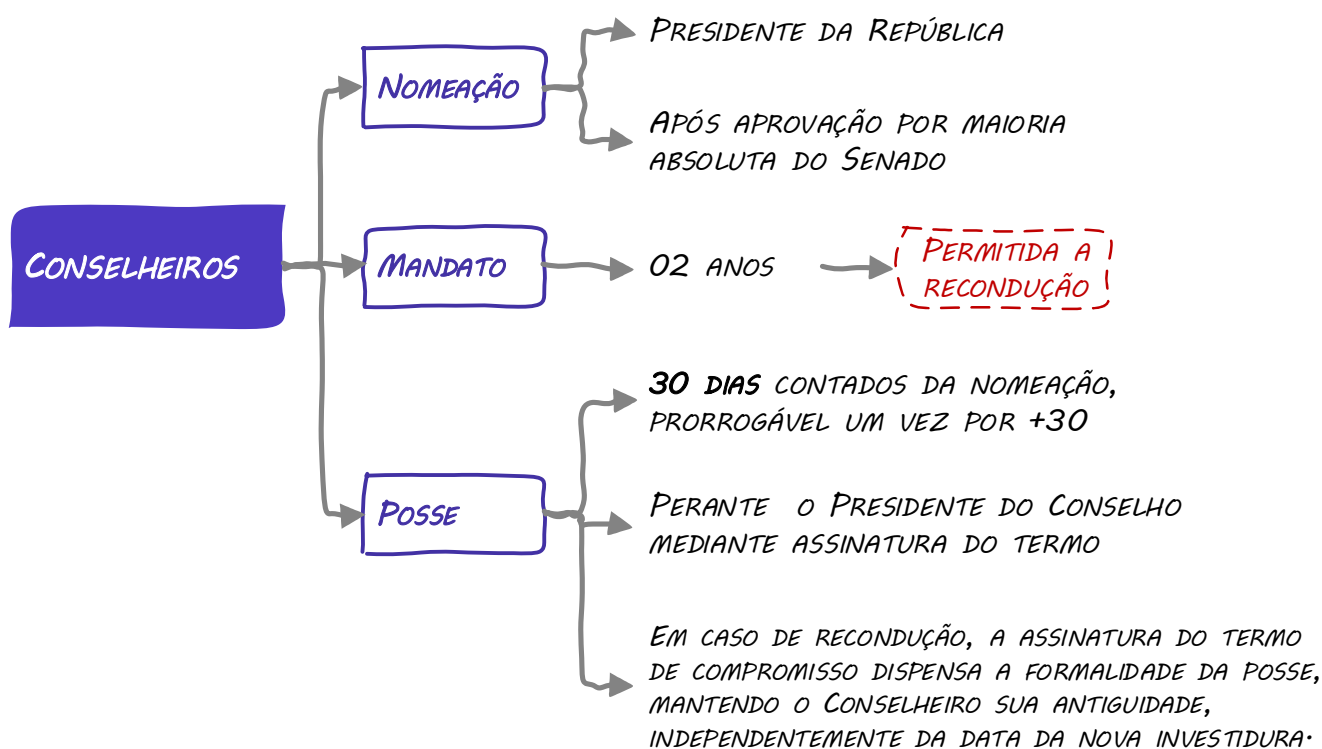 Conselheiros
Nomeação
Presidente da República
Após aprovação por maioria
absoluta do Senado
Mandato
02 anos
Permitida a
recondução
Posse
30 dias contados da nomeação,
prorrogável um vez por +30
Perante o Presidente do Conselho
mediante assinatura do termo
Em caso de recondução, a assinatura do termo
de compromisso dispensa a formalidade da posse,
mantendo o Conselheiro sua antiguidade,
independentemente da data da nova investidura.